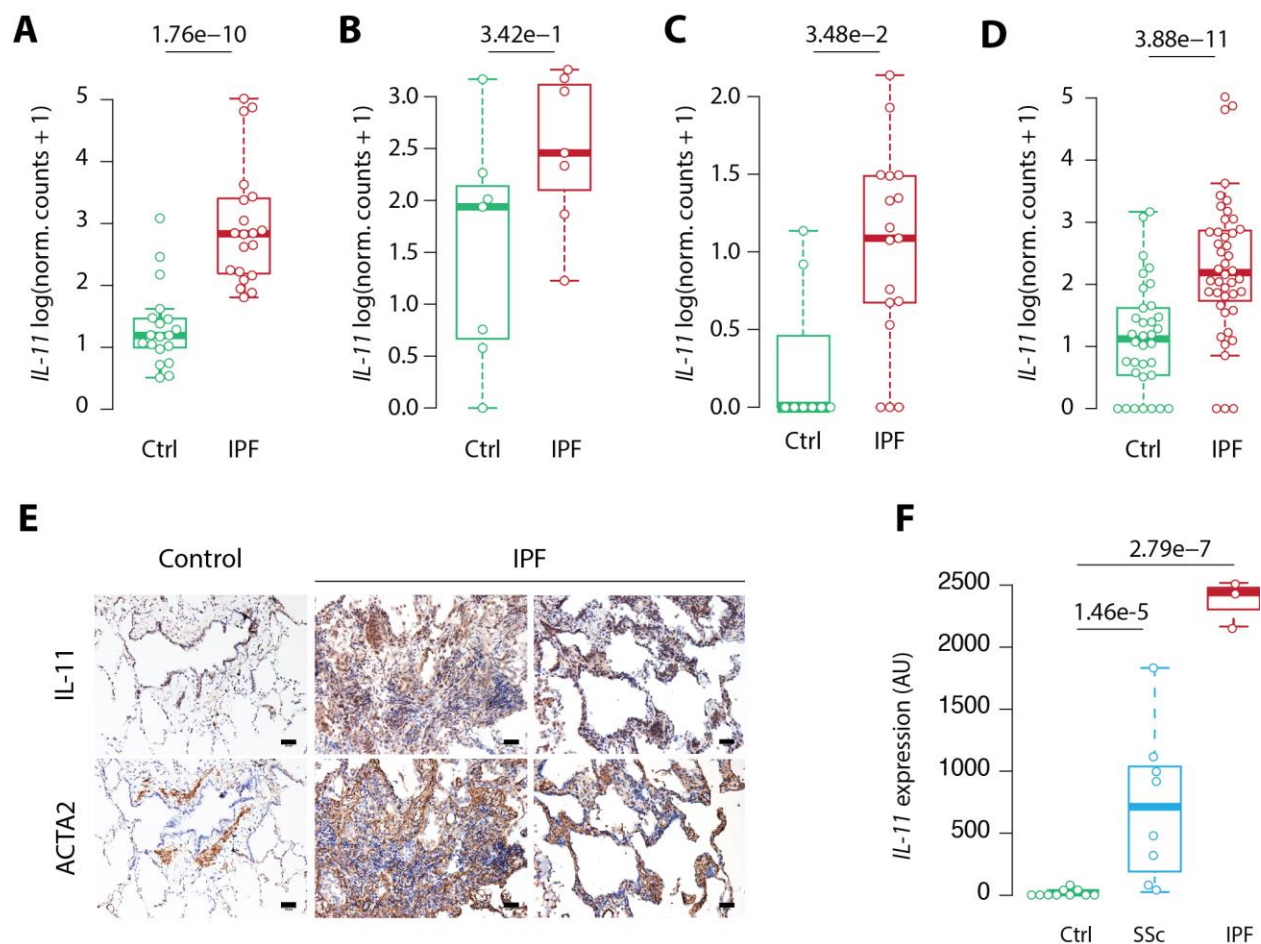 A
1.76e−10
IL-11 log(norm. counts + 1)
5
4
3
2
1
0
Ctrl IPF
B
3.42e−1
IL-11 log(norm. counts + 1)
3.0
2.5
2.0
1.5
1.0
0.5
0.0
Ctrl IPF
C
3.48e−2
IL-11 log(norm. counts + 1)
2.0
1.5
1.0
0.5
0.0
Ctrl IPF
D
3.88e−11
IL-11 log(norm. counts + 1)
5
4
3
2
1
0
Ctrl IPF
E
Control IPF
IL-11
ACTA2
F
2.79e−7
1.46e-5
IL-11 expression (AU)
2500
2000
1500
1000
500
0
Ctrl SSc IPF